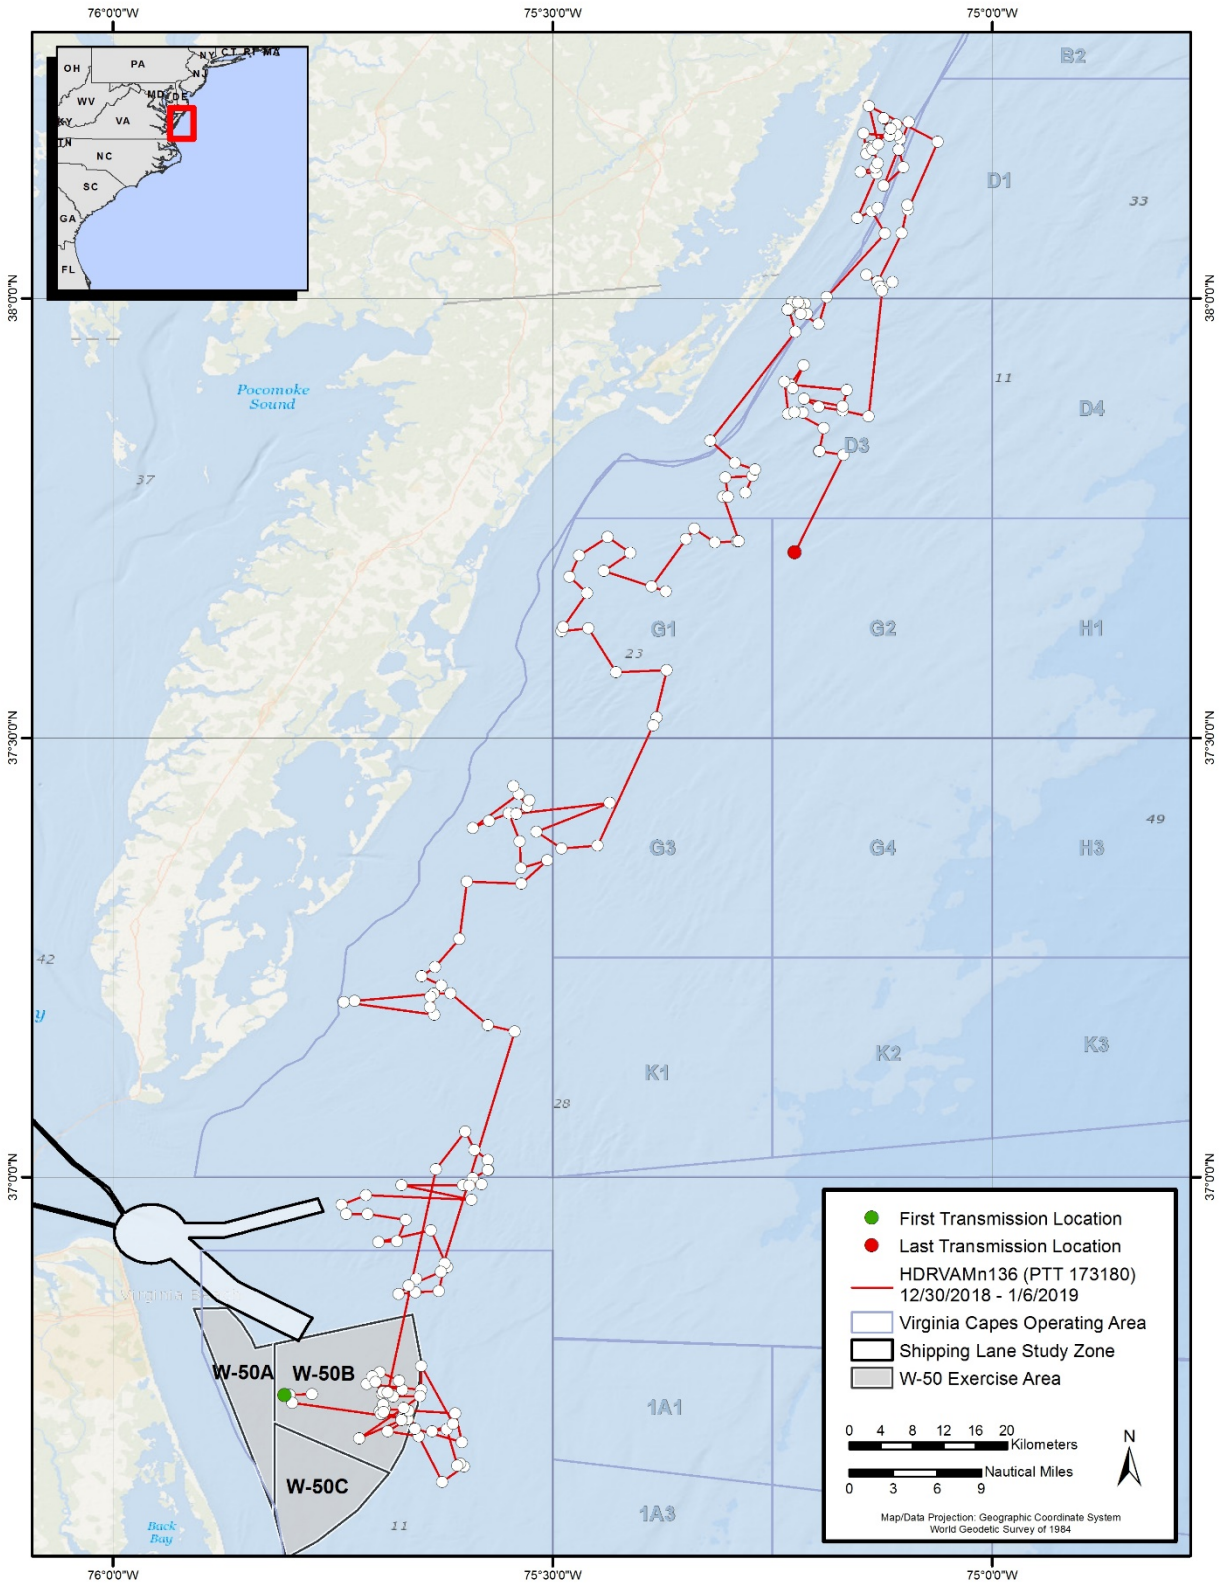 76°0'0"W
75°30'0"W
75°0'0"W
NY
CT
RI
MA
OH
PA
NJ
MD
DE
WV
VA
KY
TN
NC
SC
GA
FL
B2
D1
33
38°0'0"N
38°0'0"N
Pocomoke
Sound
11
D4
D3
37
G1
G2
H1
23
37°30'0"N
37°30'0"N
G3
G4
H3
49
42
y
K1
K2
K3
28
37°0'0"N
37°0'0"N
Virginia Beach
W-50A
W-50B
W-50C
1A1
1A3
11
Back
Bay
First Transmission Location
Last Transmission Location
HDRVAMn136 (PTT 173180)
12/30/2018 - 1/6/2019
Virginia Capes Operating Area
Shipping Lane Study Zone
W-50 Exercise Area
0 4 8 12 16 20
Kilometers
Nautical Miles
0 3 6 9
N
Map/Data Projection: Geographic Coordinate System
World Geodetic Survey of 1984
76°0'0"W
75°30'0"W
75°0'0"W